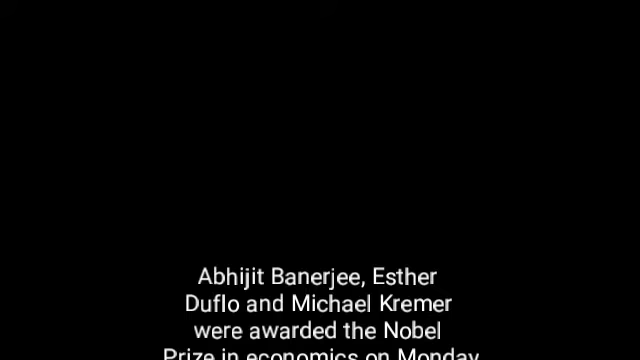 Abhijit Banerjee, Esther
Duflo and Michael Kremer
were awarded the Nobel
Prize in economics on Monday